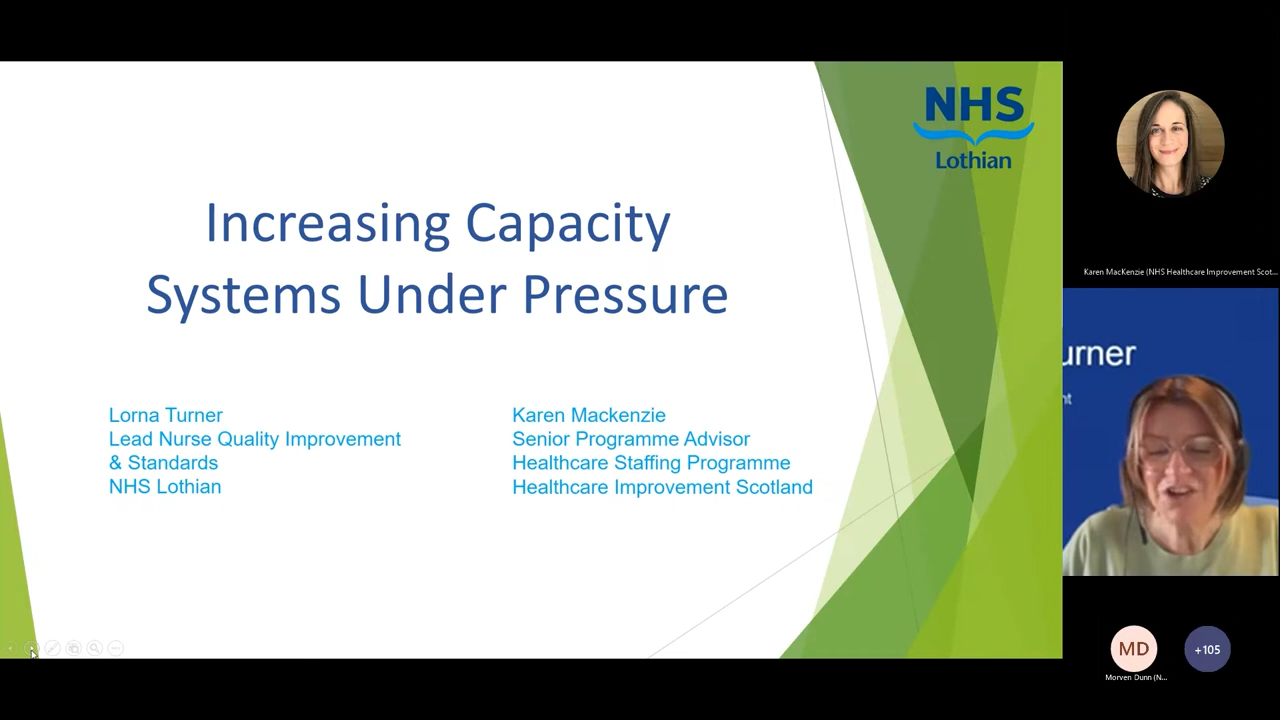 NHS
Lothian
Increasing Capacity
Systems Under Pressure
Lorna Turner
Lead Nurse Quality Improvement
& Standards
NHS Lothian
Karen Mackenzie
Senior Programme Advisor
Healthcare Staffing Programme
Healthcare Improvement Scotland
Karen MacKenzie (NHS Healthcare Improvement Scot...
urner
nt
MD
+105
Morven Dunn (N...